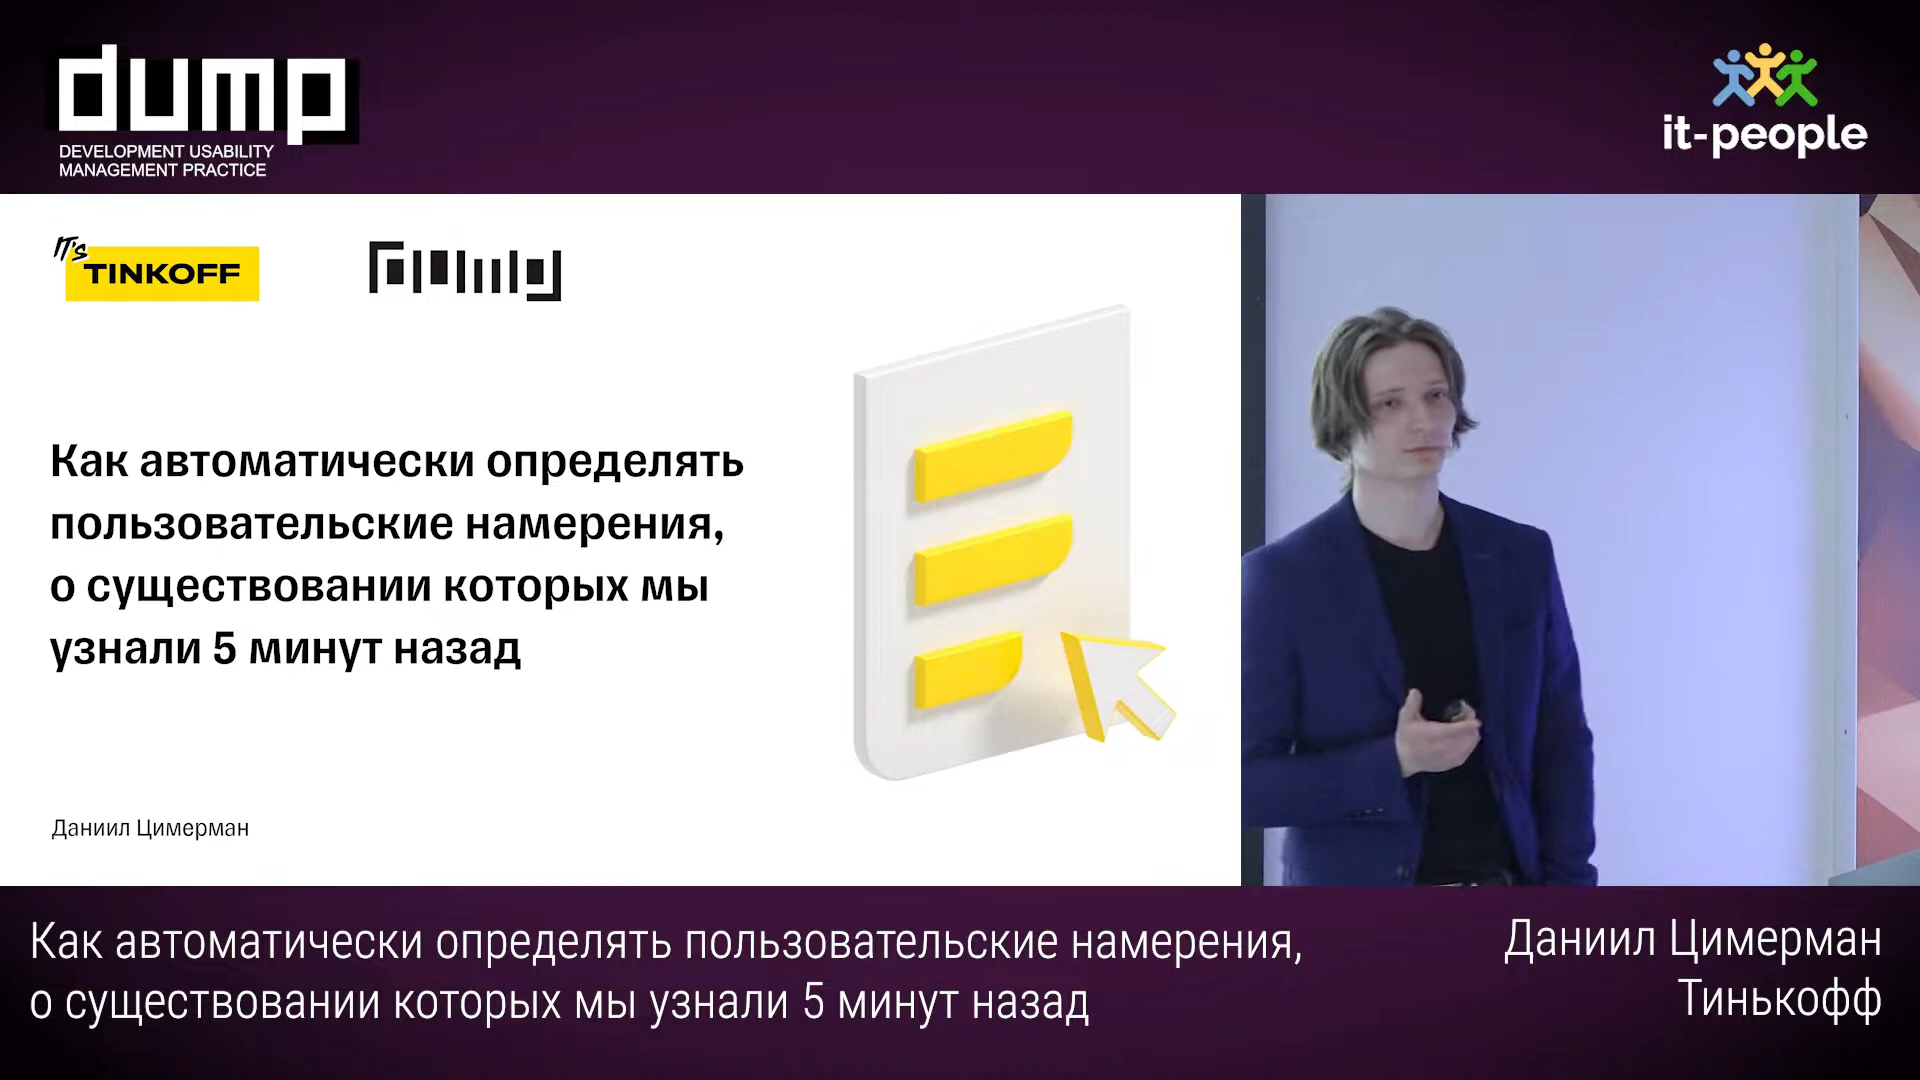 dump
DEVELOPMENT USABILITY
MANAGEMENT PRACTICE
it-people
IT's
TINKOFF
Как автоматически определять
пользовательские намерения,
о существовании которых мы
узнали 5 минут назад
Даниил Цимерман
Как автоматически определять пользовательские намерения,
о существовании которых мы узнали 5 минут назад
Даниил Цимерман
Тинькофф